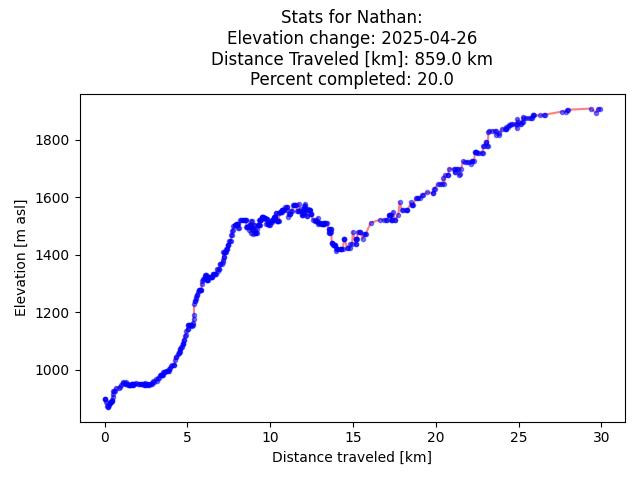 Stats for Nathan:
Elevation change: 2025-04-26
Distance Traveled [km]: 859.0 km
Percent completed: 20.0
1800
1600
1400
1200
1000
Elevation [m asl]
0 5 10 15 20 25 30
Distance traveled [km]